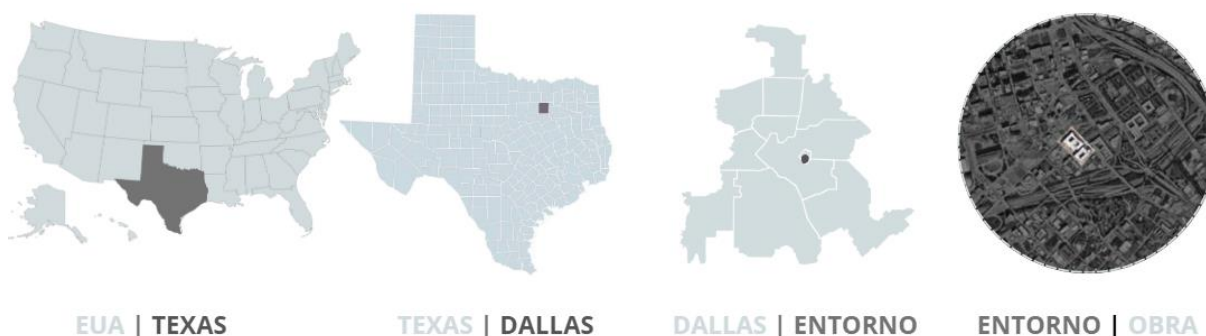 EUA | TEXAS
TEXAS | DALLAS
DALLAS | ENTORNO
ENTORNO | OBRA